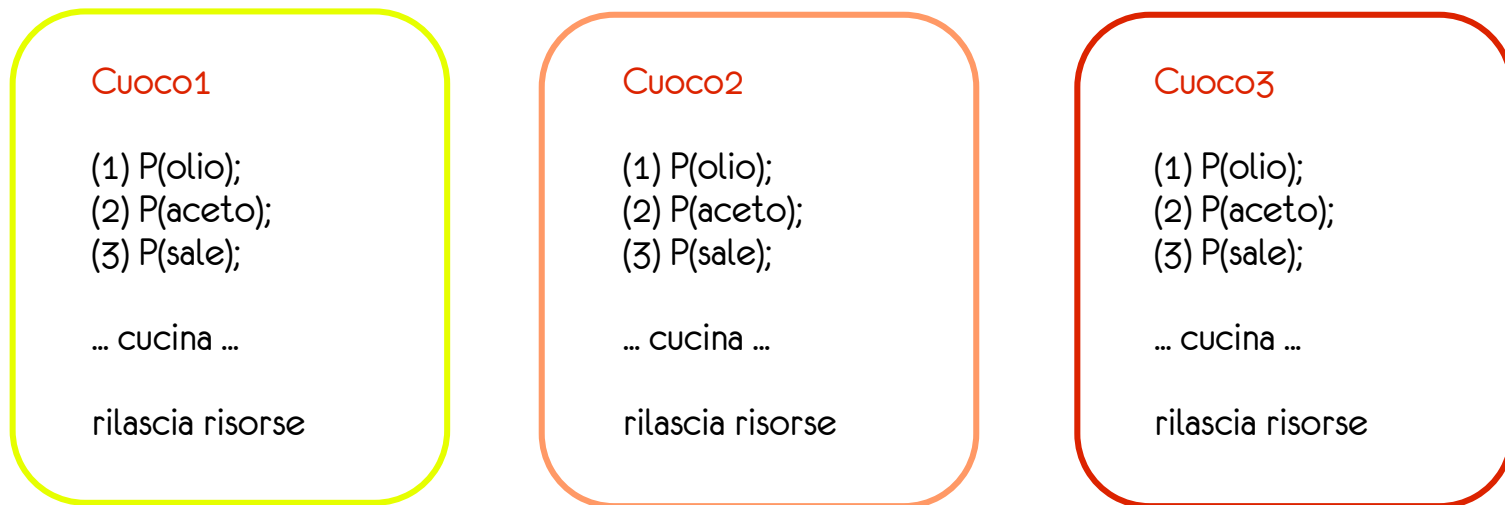 Cuoco1
(1) P(olio);
(2) P(aceto);
(3) P(sale);
... cucina ...
rilascia risorse
Cuoco2
(1) P(olio);
(2) P(aceto);
(3) P(sale);
... cucina ...
rilascia risorse
Cuoco3
(1) P(olio);
(2) P(aceto);
(3) P(sale);
... cucina ...
rilascia risorse